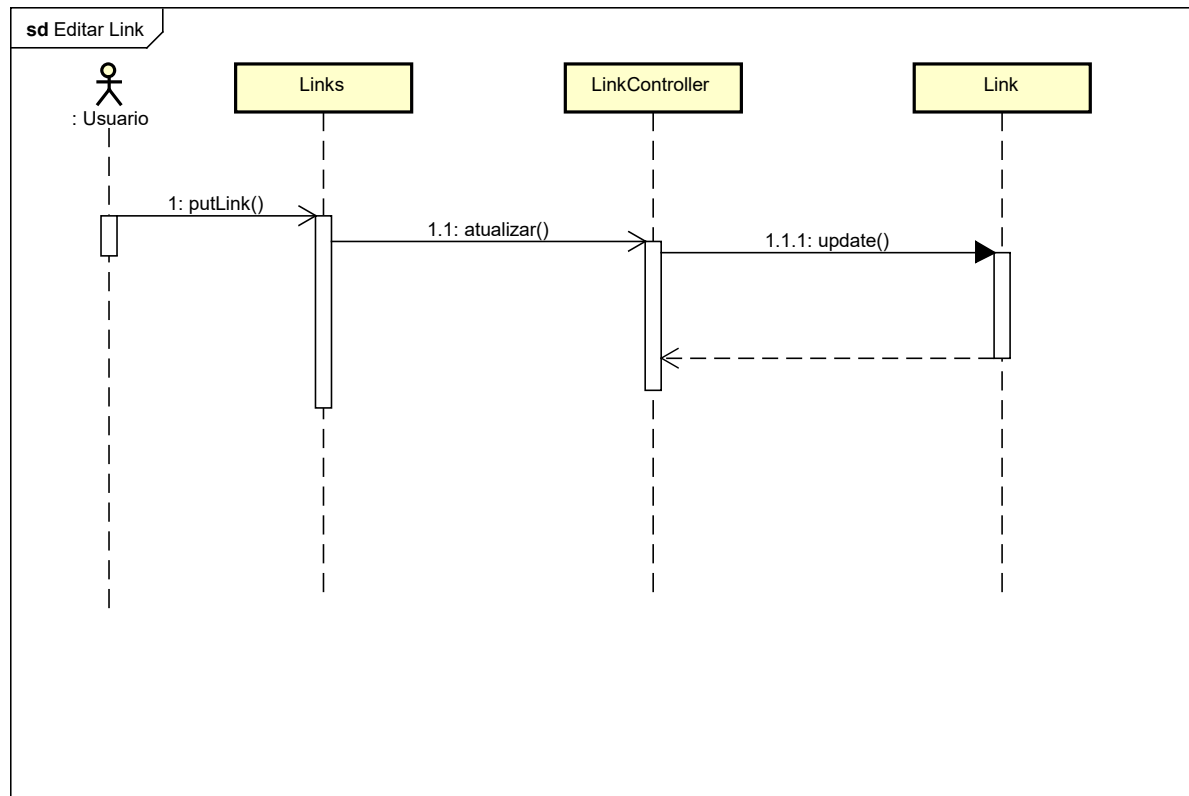 sd Editar Link
: Usuario
Links
LinkController
Link
1: putLink()
1.1: atualizar()
1.1.1: update()